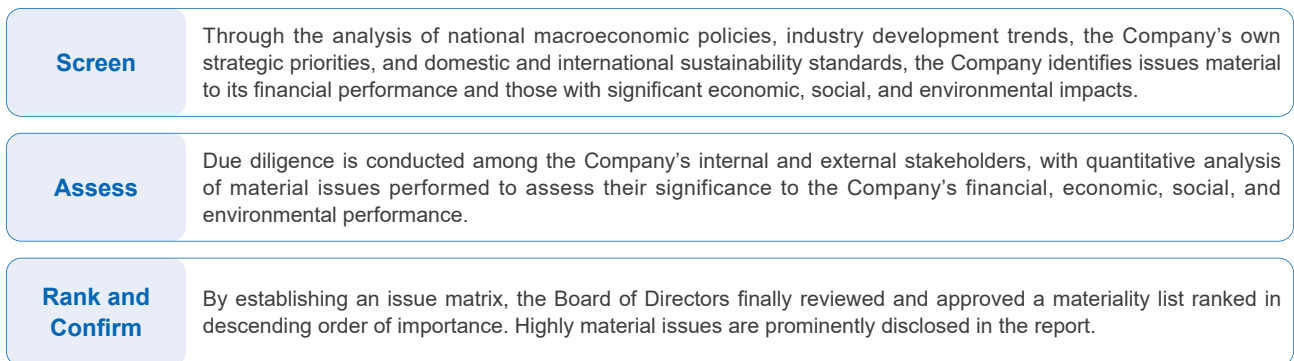 Screen
Through the analysis of national macroeconomic policies, industry development trends, the Company’s own
strategic priorities, and domestic and international sustainability standards, the Company identifies issues material
to its financial performance and those with significant economic, social, and environmental impacts.
Assess
Due diligence is conducted among the Company’s internal and external stakeholders, with quantitative analysis
of material issues performed to assess their significance to the Company’s financial, economic, social, and
environmental performance.
Rank and
Confirm
By establishing an issue matrix, the Board of Directors finally reviewed and approved a materiality list ranked in
descending order of importance. Highly material issues are prominently disclosed in the report.